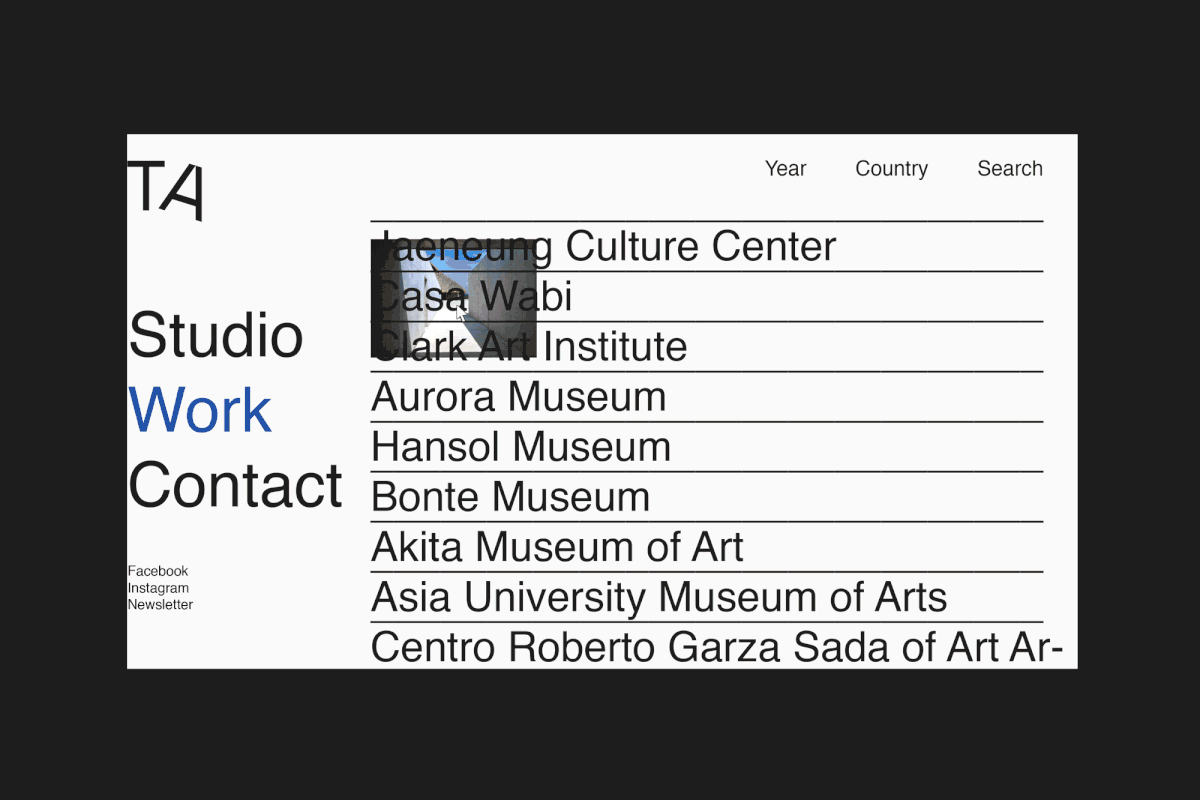 TA
Year Country Search
Jaeneung Culture Center
Casa Wabi
Clark Art Institute
Aurora Museum
Hansol Museum
Bonte Museum
Akita Museum of Art
Asia University Museum of Arts
Centro Roberto Garza Sada of Art Ar-
Studio
Work
Contact
Facebook
Instagram
Newsletter